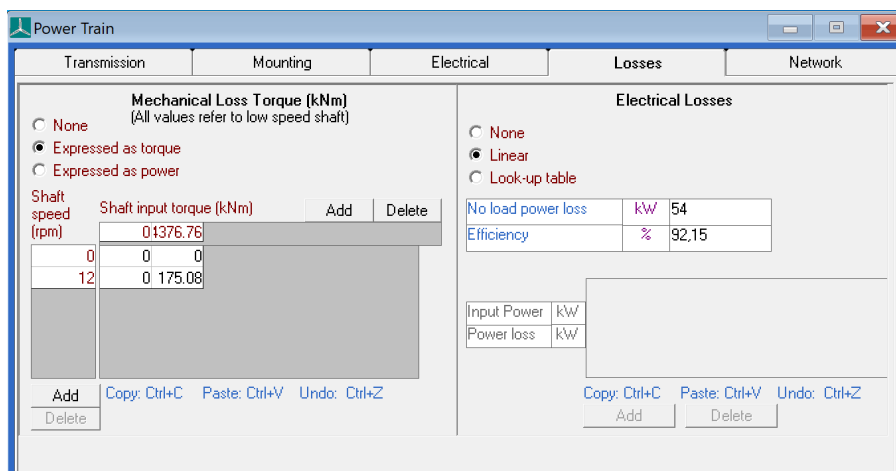 Power Train
Transmission Mounting Electrical Losses Network
Mechanical Loss Torque (kNm)
(All values refer to low speed shaft)
None
Expressed as torque
Expressed as power
Shaft speed (rpm)
Shaft input torque (kNm)
Add Delete
0 4376.76
0 0 0
12 0 175.08
Add Copy: Ctrl+C Paste: Ctrl+V Undo: Ctrl+Z
Delete
Electrical Losses
None
Linear
Look-up table
No load power loss kW 54
Efficiency % 92,15
Input Power kW
Power loss kW
Copy: Ctrl+C Paste: Ctrl+V Undo: Ctrl+Z
Add Delete